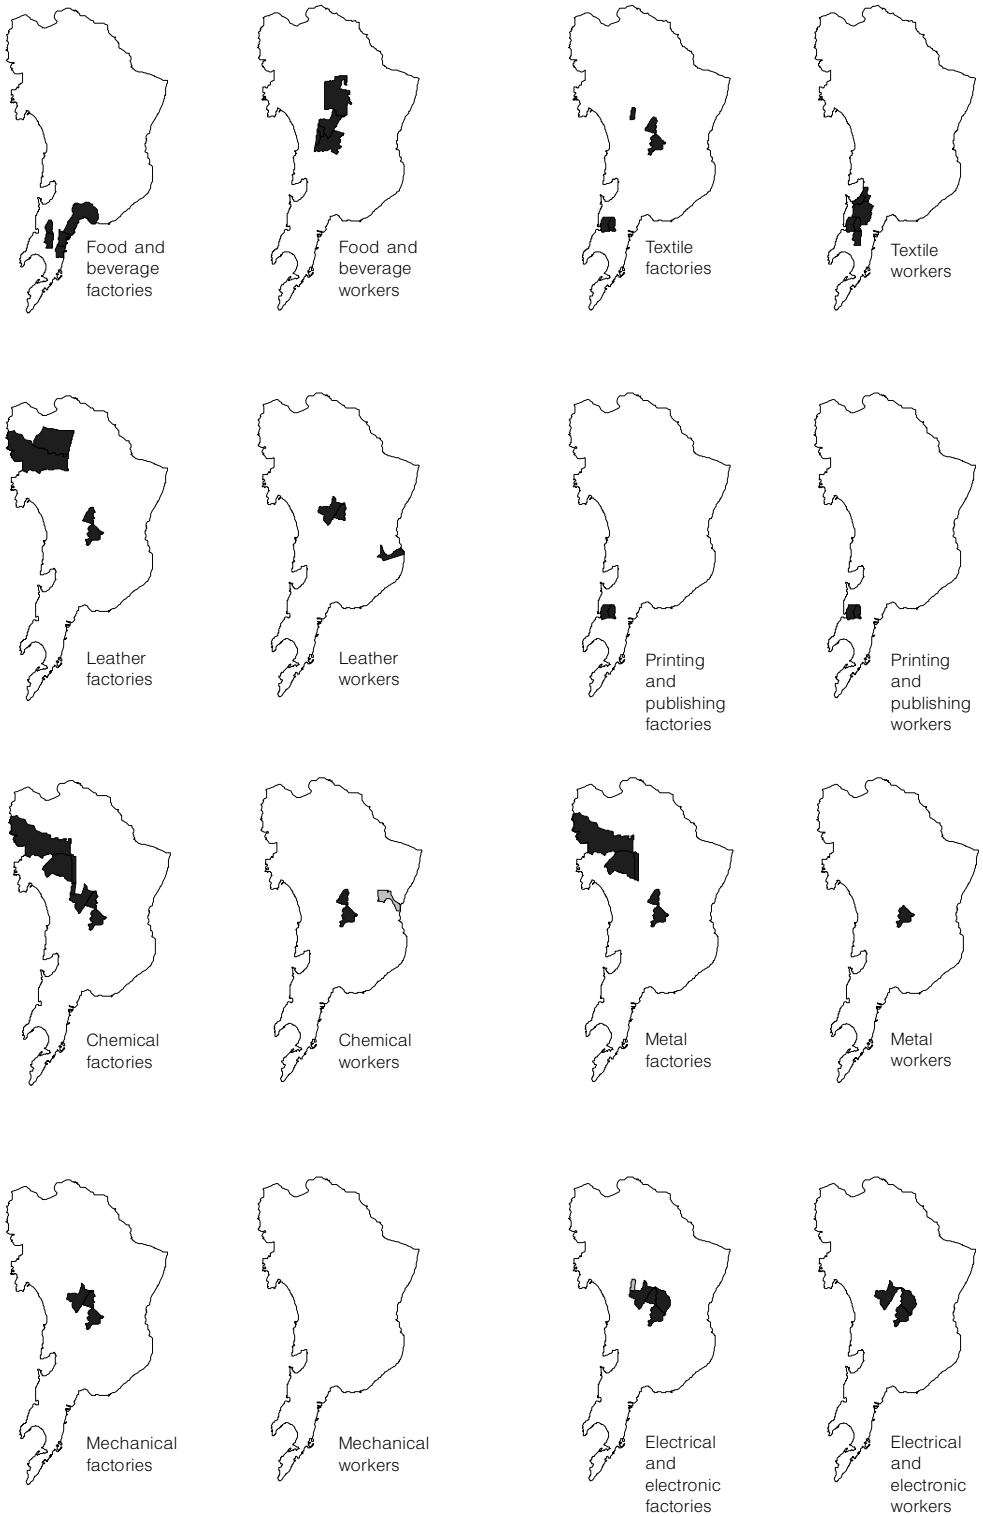 Food and
beverage
factories
Food and
beverage
workers
Textile
factories
Textile
workers
Leather
factories
Leather
workers
Printing
and
publishing
factories
Printing
and
publishing
workers
Chemical
factories
Chemical
workers
Metal
factories
Metal
workers
Mechanical
factories
Mechanical
workers
Electrical
and
electronic
factories
Electrical
and
electronic
workers